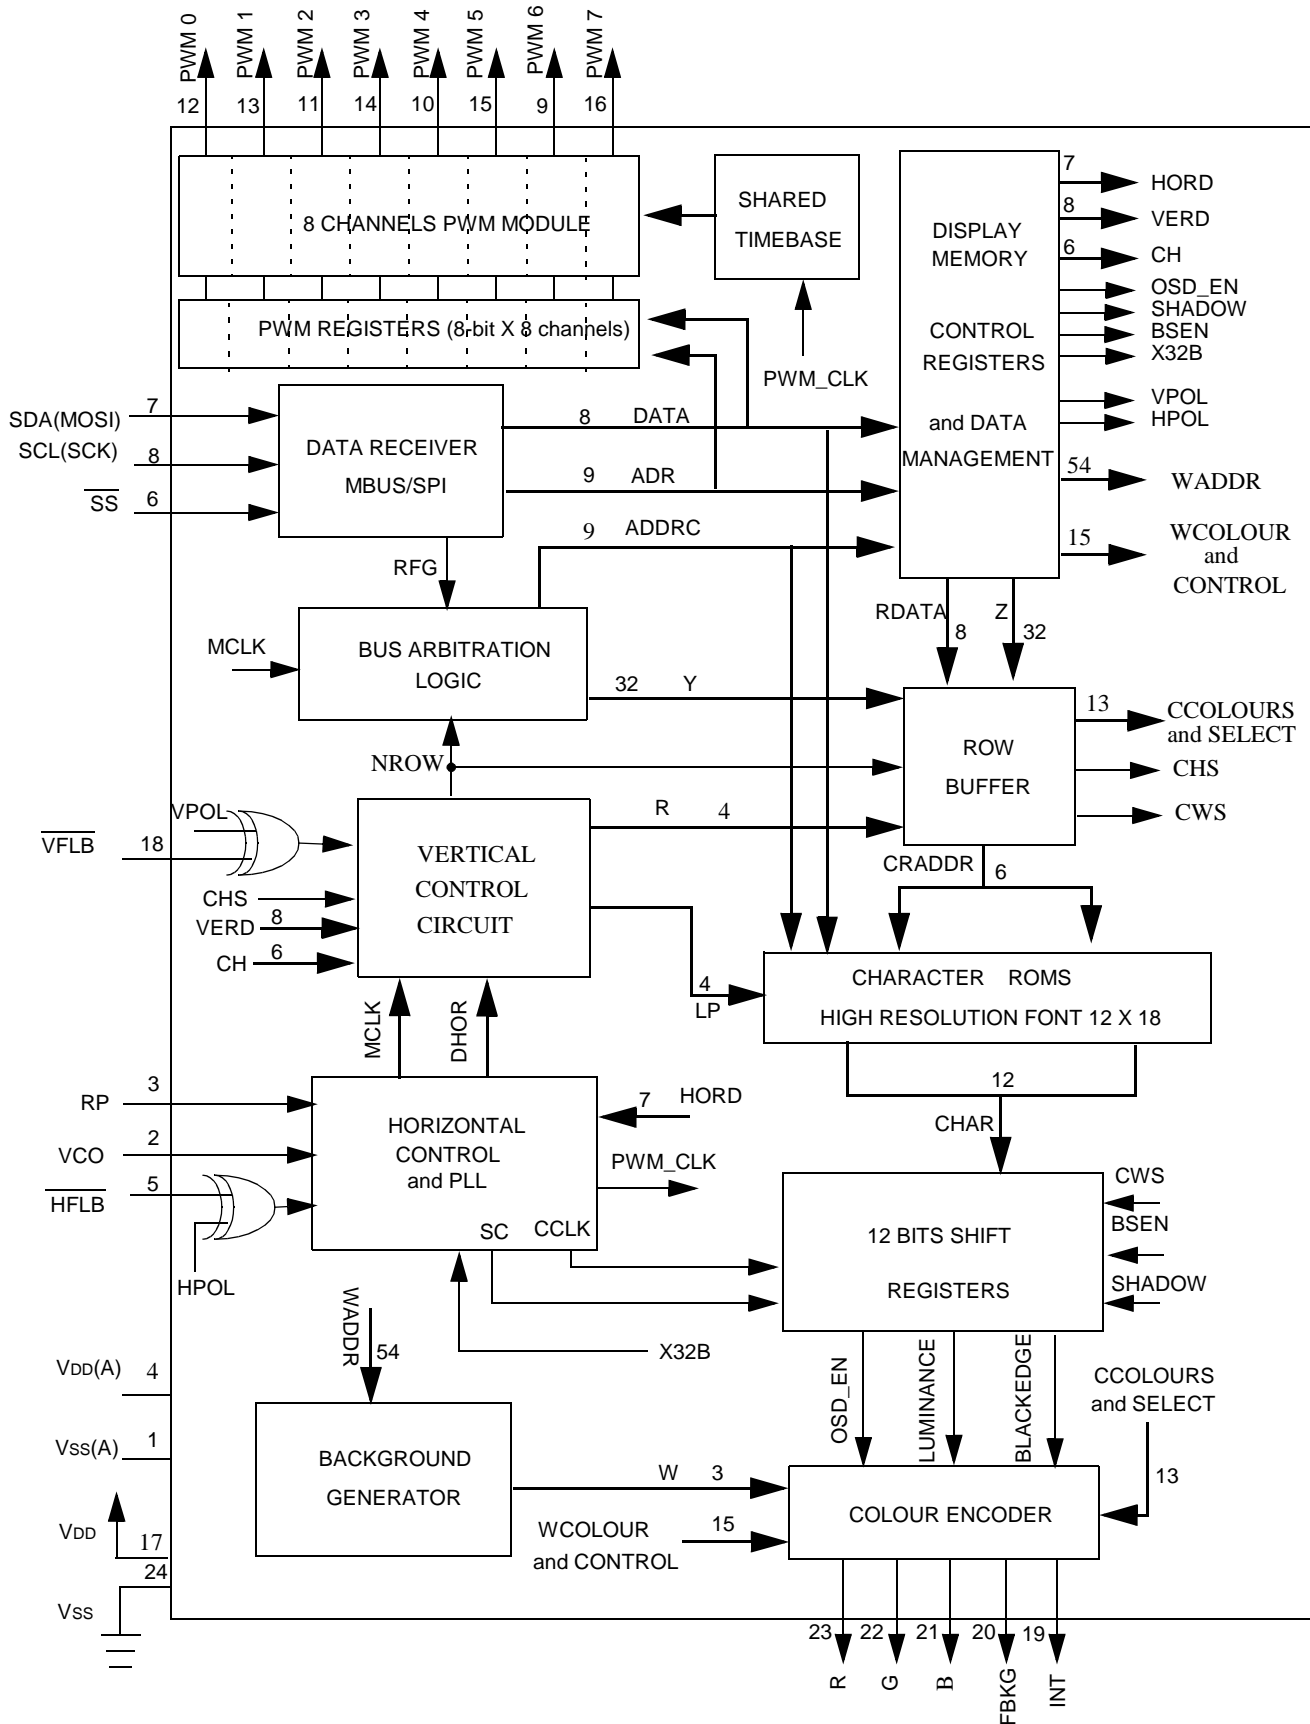 PWM 0
PWM 1
PWM 2
PWM 3
PWM 4
PWM 5
PWM 6
PWM 7
12
13
11
14
10
15
9
16
8 CHANNELS PWM MODULE
SHARED
TIMEBASE
PWM REGISTERS (8-bit X 8 channels)
PWM_CLK
DISPLAY
MEMORY
CONTROL
REGISTERS
and DATA
MANAGEMENT
7
HORD
8
VERD
6
CH
OSD_EN
SHADOW
BSEN
X32B
VPOL
HPOL
54
WADDR
15
WCOLOUR
and
CONTROL
SDA(MOSI)
7
SCL(SCK)
8
SS
6
DATA RECEIVER
MBUS/SPI
8
DATA
9
ADR
9
ADDRC
RFG
RDATA
8
Z
32
MCLK
BUS ARBITRATION
LOGIC
32
Y
NROW
ROW
BUFFER
13
CCOLOURS
and SELECT
CHS
CWS
VPOL
VFLB
18
CHS
VERD
8
CH
6
VERTICAL
CONTROL
CIRCUIT
R
4
CRADDR
6
4
LP
CHARACTER ROMS
HIGH RESOLUTION FONT 12 X 18
MCLK
DHOR
12
CHAR
RP
3
VCO
2
HFLB
5
HPOL
HORIZONTAL
CONTROL
and PLL
SC
CCLK
7
HORD
PWM_CLK
12 BITS SHIFT
REGISTERS
CWS
BSEN
SHADOW
X32B
WADDR
54
VDD(A)
4
VSS(A)
1
VDD
17
24
VSS
BACKGROUND
GENERATOR
W
3
WCOLOUR
and CONTROL
15
OSD_EN
LUMINANCE
BLACKEDGE
CCOLOURS
and SELECT
13
COLOUR ENCODER
23
22
21
20
19
R
G
B
FBKG
INT